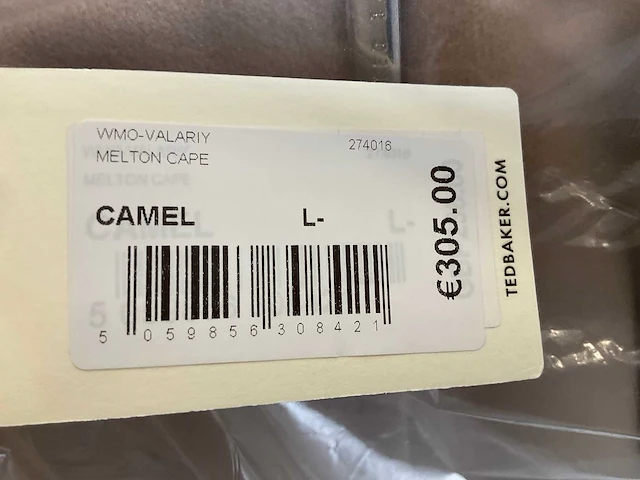 WMO-VALARIY
MELTON CAPE
274016
CAMEL
L-
€305.00
5 059856 308421
TEDBAKER.COM